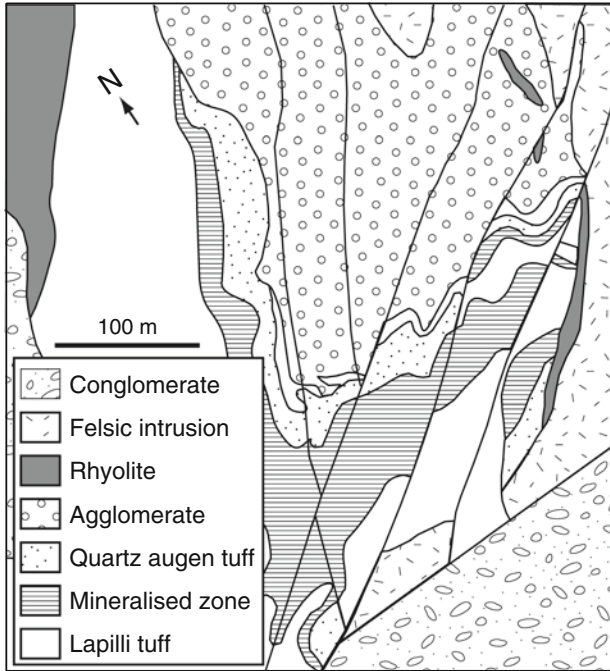 N
100 m
Conglomerate
Felsic intrusion
Rhyolite
Agglomerate
Quartz augen tuff
Mineralised zone
Lapilli tuff